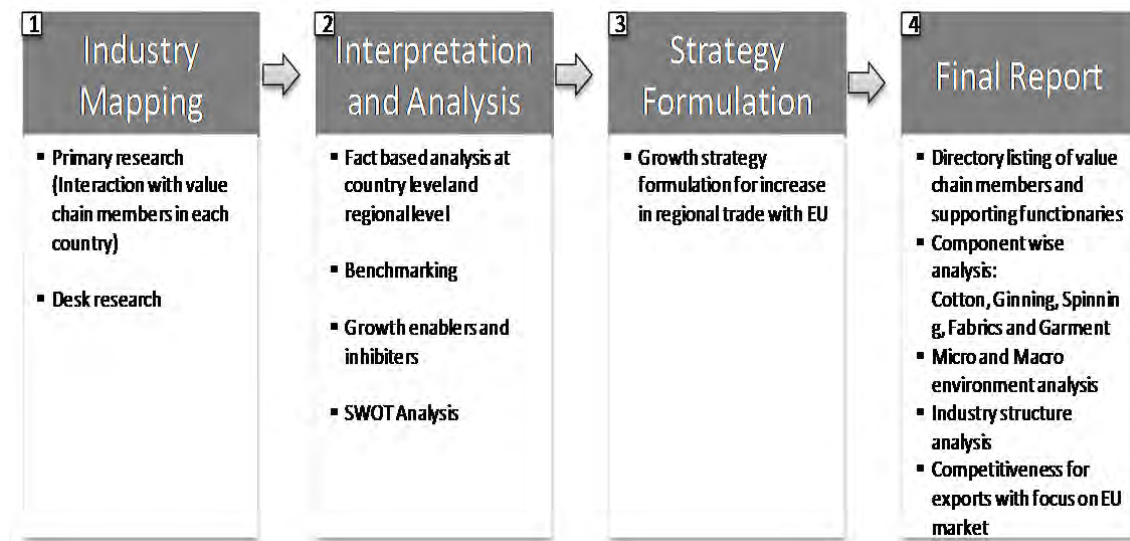 1
Industry
Mapping
▪ Primary research
(Interaction with value
chain members in each
country)
▪ Desk research
2
Interpretation
and Analysis
▪ Fact based analysis at
country level and
regional level
▪ Benchmarking
▪ Growth enablers and
inhibiters
▪ SWOT Analysis
3
Strategy
Formulation
▪ Growth strategy
formulation for increase
in regional trade with EU
4
Final Report
▪ Directory listing of value
chain members and
supporting functionaries
▪ Component wise
analysis:
Cotton, Ginning, Spinnin
g, Fabrics and Garment
▪ Micro and Macro
environment analysis
▪ Industry structure
analysis
▪ Competitiveness for
exports with focus on EU
market